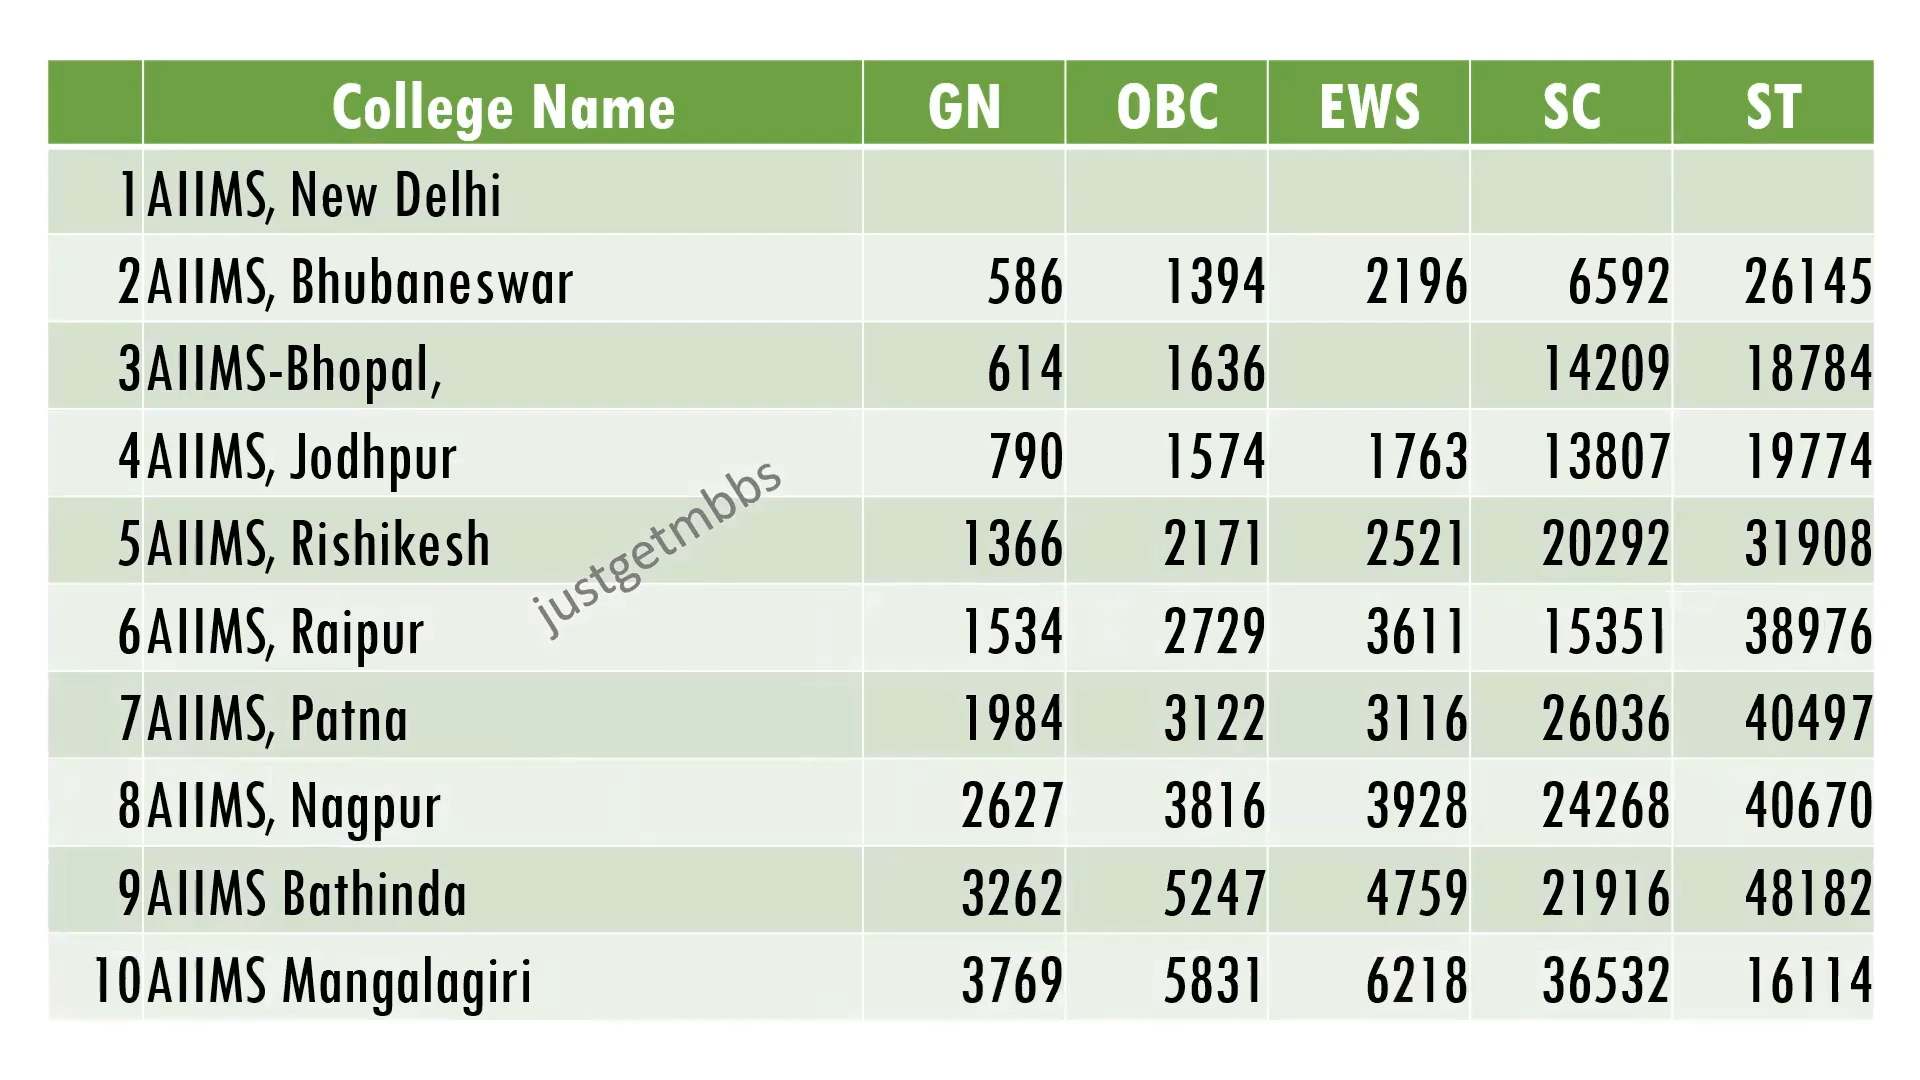 College Name GN OBC EWS SC ST
1 AIIMS, New Delhi
2 AIIMS, Bhubaneswar 586 1394 2196 6592 26145
3 AIIMS-Bhopal, 614 1636 14209 18784
4 AIIMS, Jodhpur 790 1574 1763 13807 19774
5 AIIMS, Rishikesh 1366 2171 2521 20292 31908
6 AIIMS, Raipur 1534 2729 3611 15351 38976
7 AIIMS, Patna 1984 3122 3116 26036 40497
8 AIIMS, Nagpur 2627 3816 3928 24268 40670
9 AIIMS Bathinda 3262 5247 4759 21916 48182
10 AIIMS Mangalagiri 3769 5831 6218 36532 16114
justgetmbbs